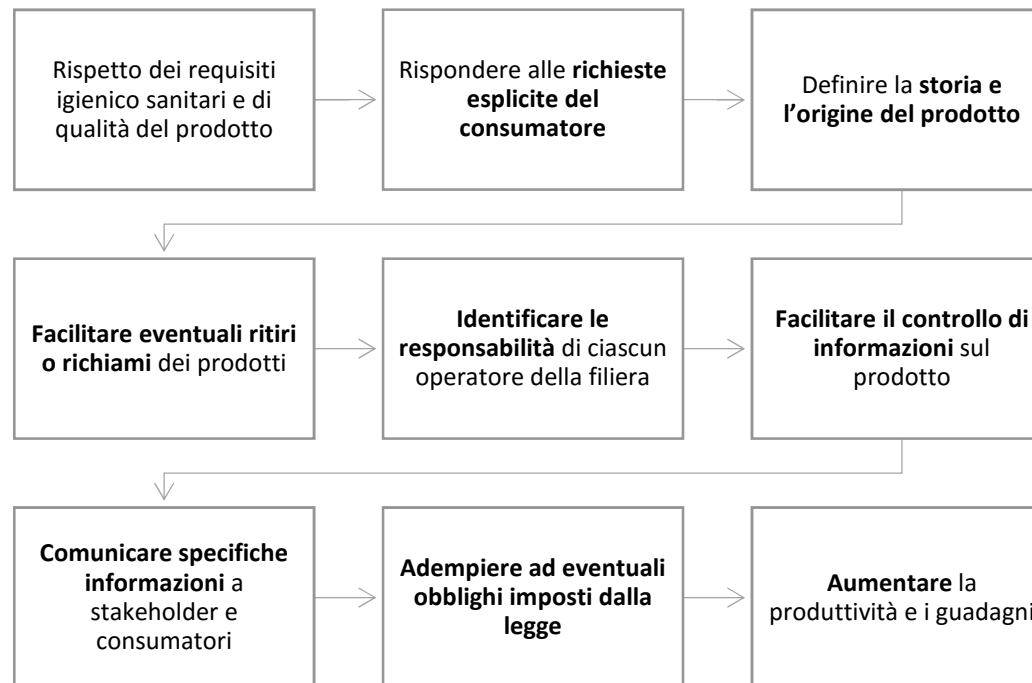 Rispetto dei requisiti
igienico sanitari e di
qualità del prodotto
Rispondere alle richieste
esplicite del
consumatore
Definire la storia e
l'origine del prodotto
Facilitare eventuali ritiri
o richiami dei prodotti
Identificare le
responsabilità di ciascun
operatore della filiera
Facilitare il controllo di
informazioni sul
prodotto
Comunicare specifiche
informazioni a
stakeholder e
consumatori
Adempiere ad eventuali
obblighi imposti dalla
legge
Aumentare la
produttività e i guadagni